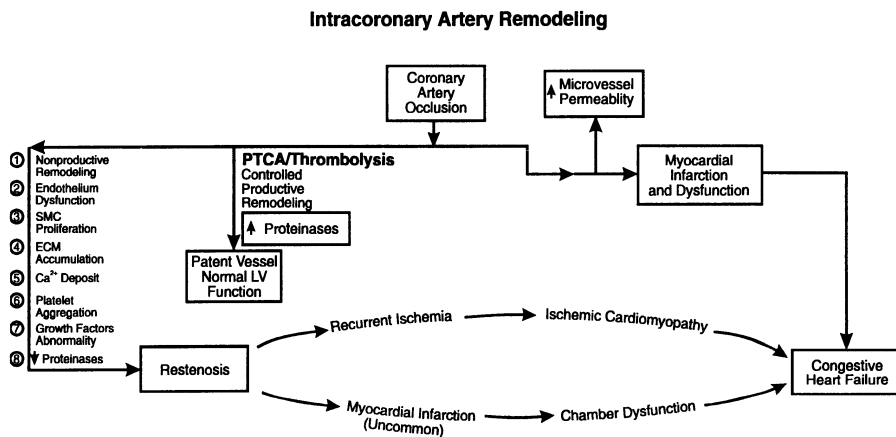 Intracoronary Artery Remodeling
Coronary
Artery
Occlusion
Microvessel
Permeablity
PTCA/Thrombolysis
Controlled
Productive
Remodeling
Proteinases
Patent Vessel
Normal LV
Function
Myocardial
Infarction
and Dysfunction
1 Nonproductive
Remodeling
2 Endothelium
Dysfunction
3 SMC
Proliferation
4 ECM
Accumulation
5 Ca²⁺ Deposit
6 Platelet
Aggregation
7 Growth Factors
Abnormality
8 Proteinases
Restenosis
Recurrent Ischemia
Ischemic Cardiomyopathy
Myocardial Infarction
(Uncommon)
Chamber Dysfunction
Congestive
Heart Failure